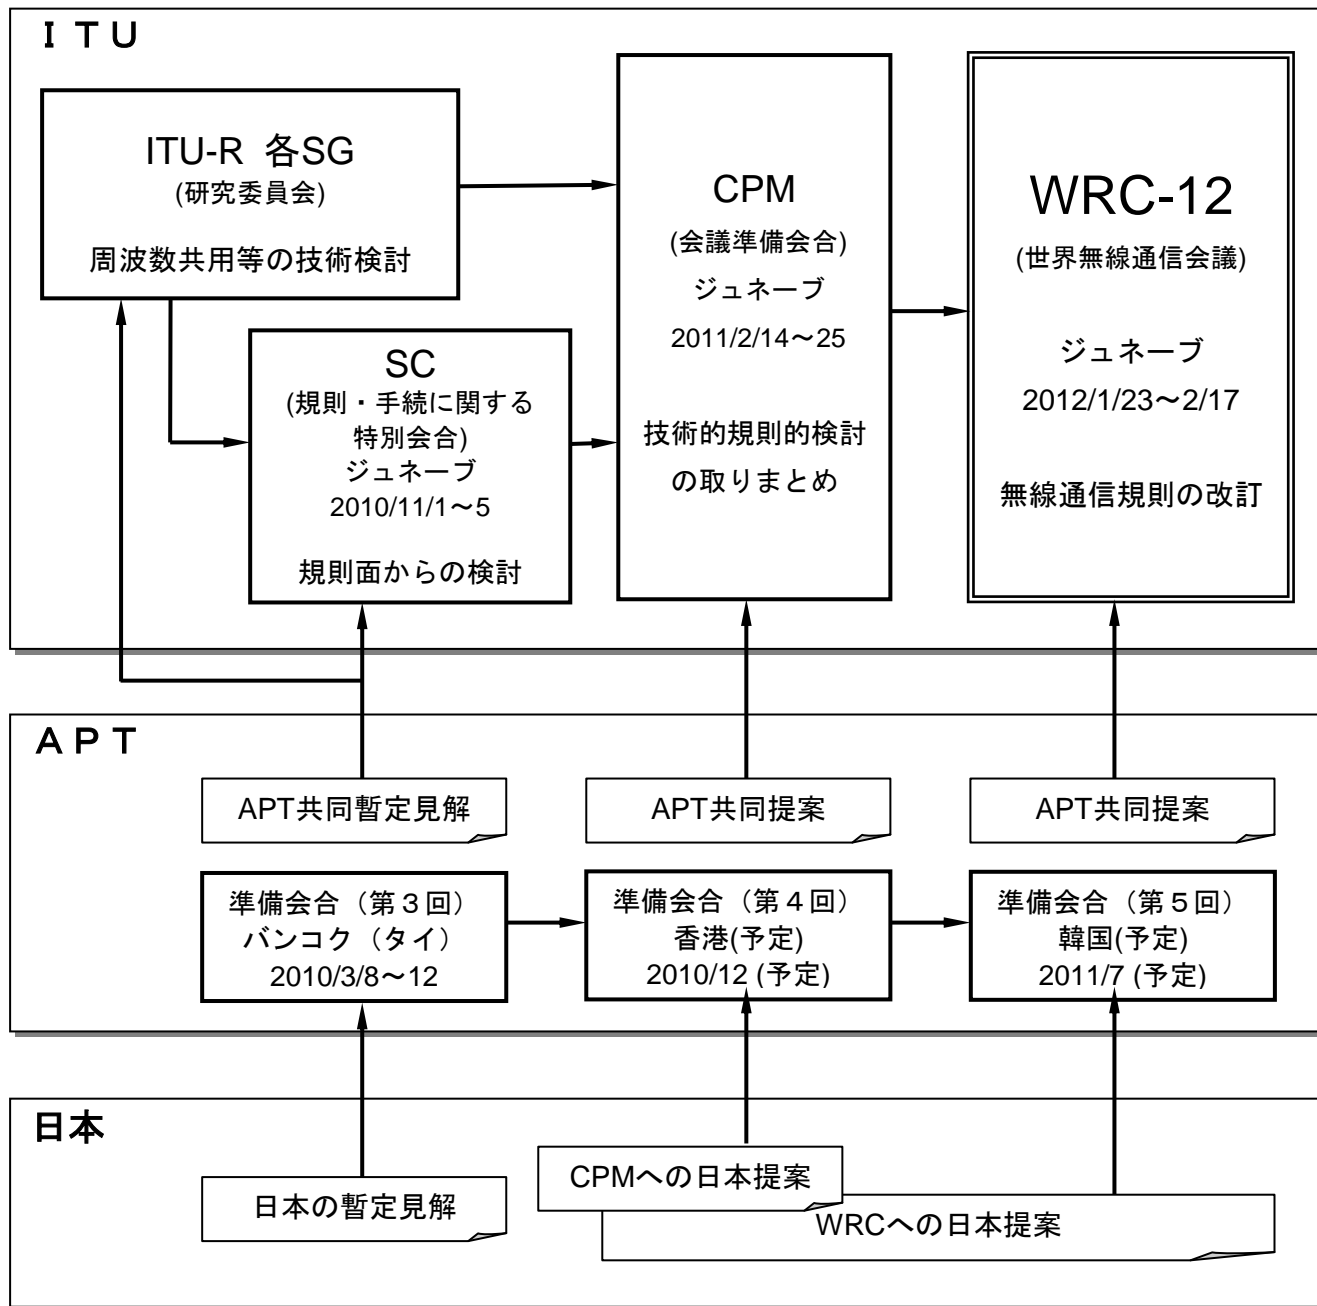 ＩＴＵ
ITU-R 各SG
(研究委員会)
周波数共用等の技術検討
SC
(規則・手続に関する
特別会合)
ジュネーブ
2010/11/1～5
規則面からの検討
CPM
(会議準備会合)
ジュネーブ
2011/2/14～25
技術的規則的検討
の取りまとめ
WRC-12
(世界無線通信会議)
ジュネーブ
2012/1/23～2/17
無線通信規則の改訂
ＡＰＴ
APT共同暫定見解
APT共同提案
APT共同提案
準備会合（第３回）
バンコク（タイ）
2010/3/8～12
準備会合（第４回）
香港(予定)
2010/12 (予定)
準備会合（第５回）
韓国(予定)
2011/7 (予定)
日本
日本の暫定見解
CPMへの日本提案
WRCへの日本提案